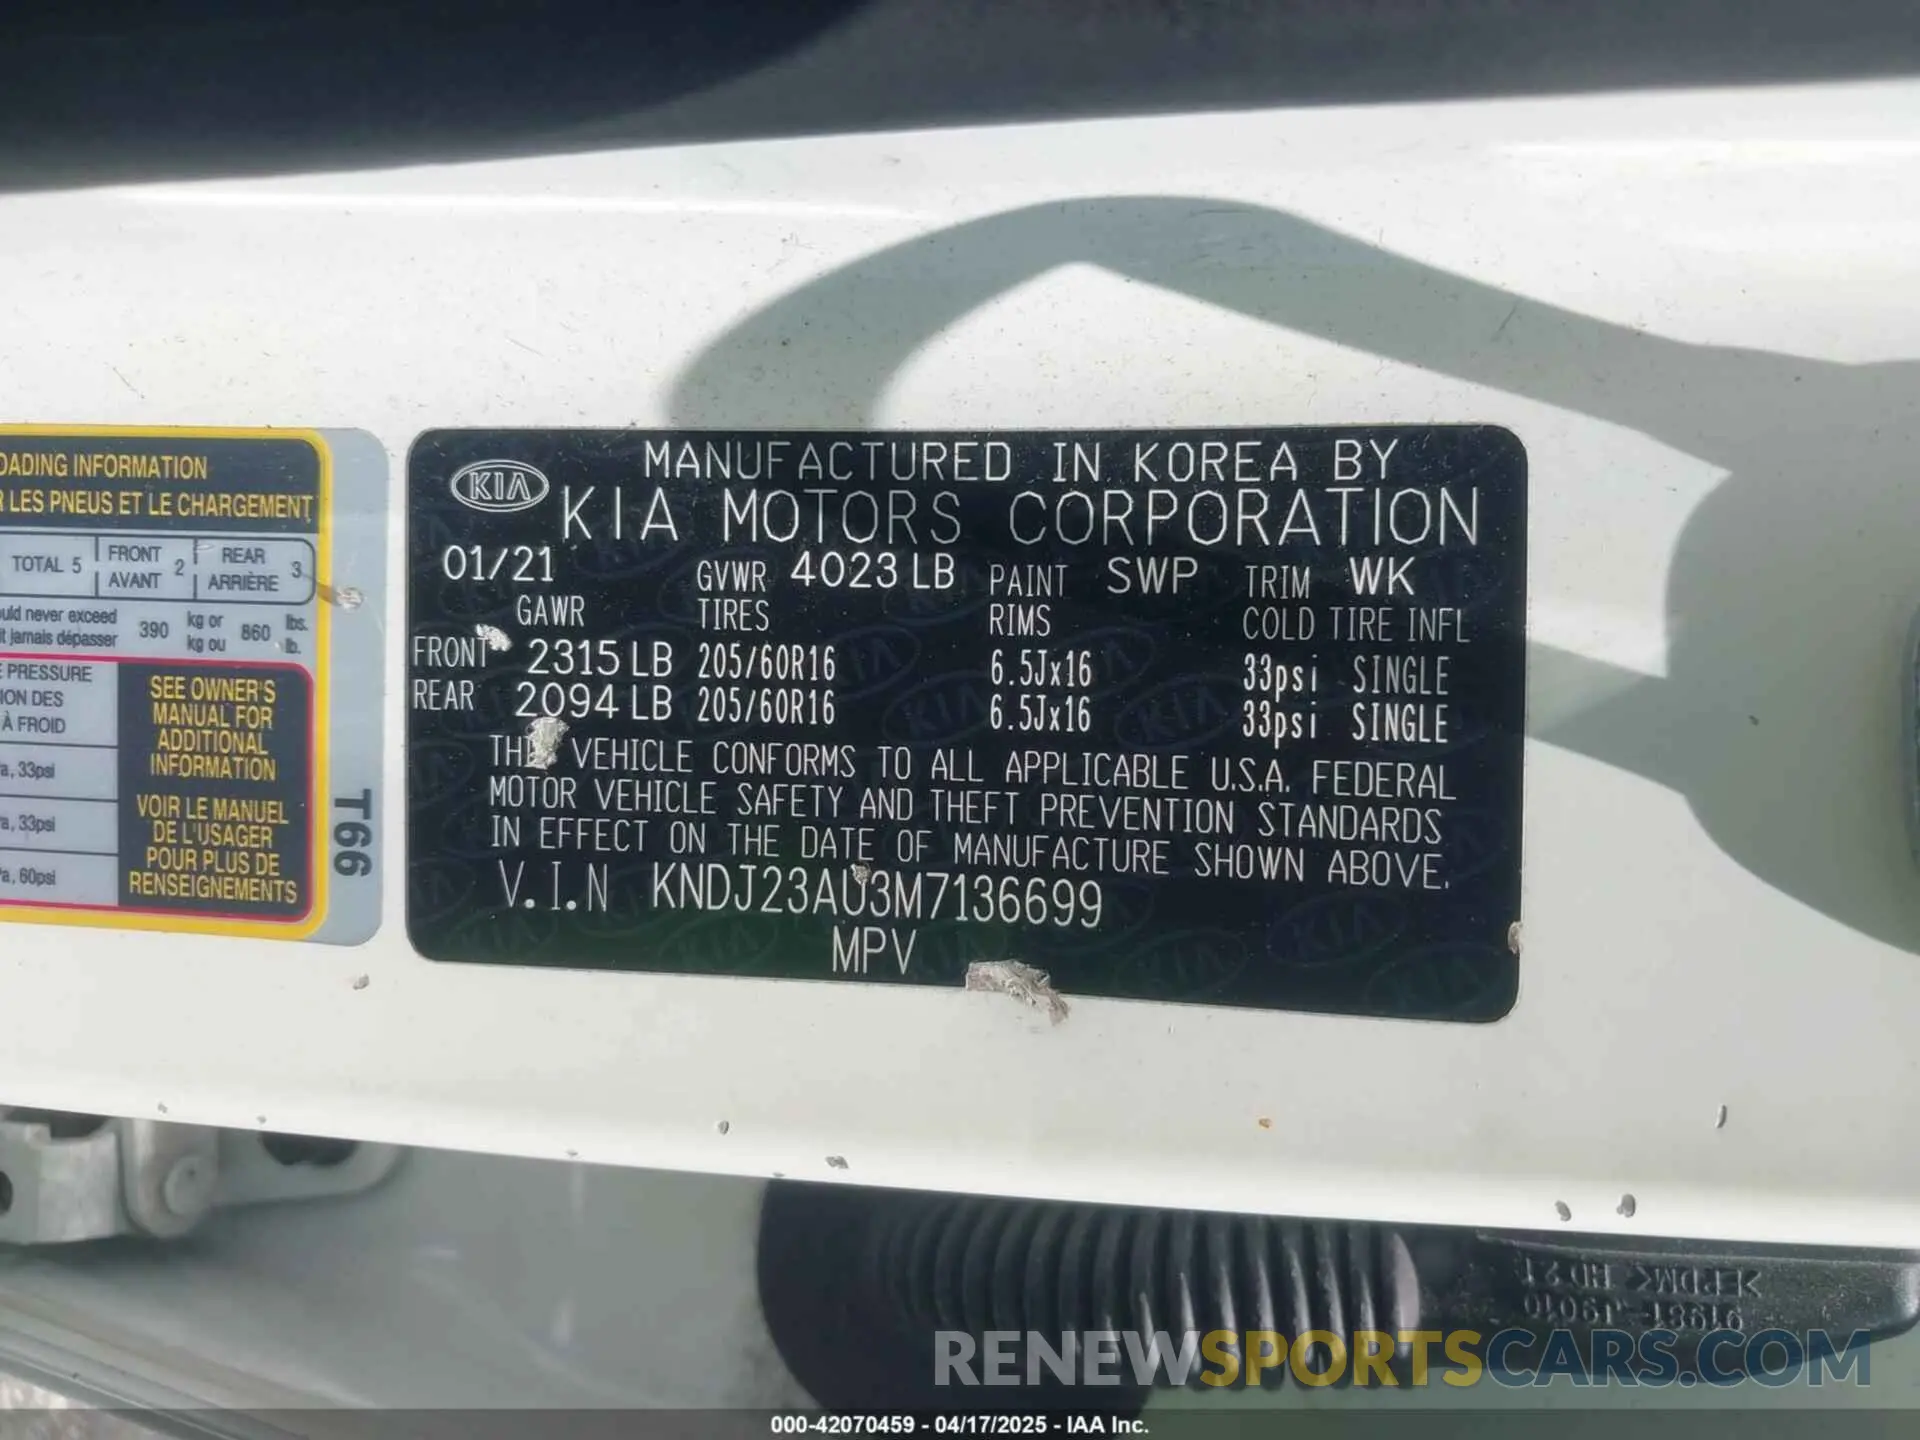 OADING INFORMATION
R LES PNEUS ET LE CHARGEMENT
TOTAL 5 FRONT AVANT 2 REAR ARRIÈRE 3
uld never exceed 390 kg or 860 lbs.
it jamais dépasser kg ou lb.
E PRESSURE
ION DES
À FROID
a, 33psi
a, 33psi
a, 60psi
SEE OWNER'S
MANUAL FOR
ADDITIONAL
INFORMATION
VOIR LE MANUEL
DE L'USAGER
POUR PLUS DE
RENSEIGNEMENTS
T66
KIA
MANUFACTURED IN KOREA BY
KIA MOTORS CORPORATION
01/21 GVWR 4023 LB PAINT SWP TRIM WK
GAWR TIRES RIMS COLD TIRE INFL
FRONT 2315 LB 205/60R16 6.5Jx16 33psi SINGLE
REAR 2094 LB 205/60R16 6.5Jx16 33psi SINGLE
VEHICLE CONFORMS TO ALL APPLICABLE U.S.A. FEDERAL
MOTOR VEHICLE SAFETY AND THEFT PREVENTION STANDARDS
IN EFFECT ON THE DATE OF MANUFACTURE SHOWN ABOVE.
V.I.N KNDJ23AU3M7136699
MPV
RENEWSPORTSCARS.COM
000-42070459 - 04/17/2025 - IAA Inc.